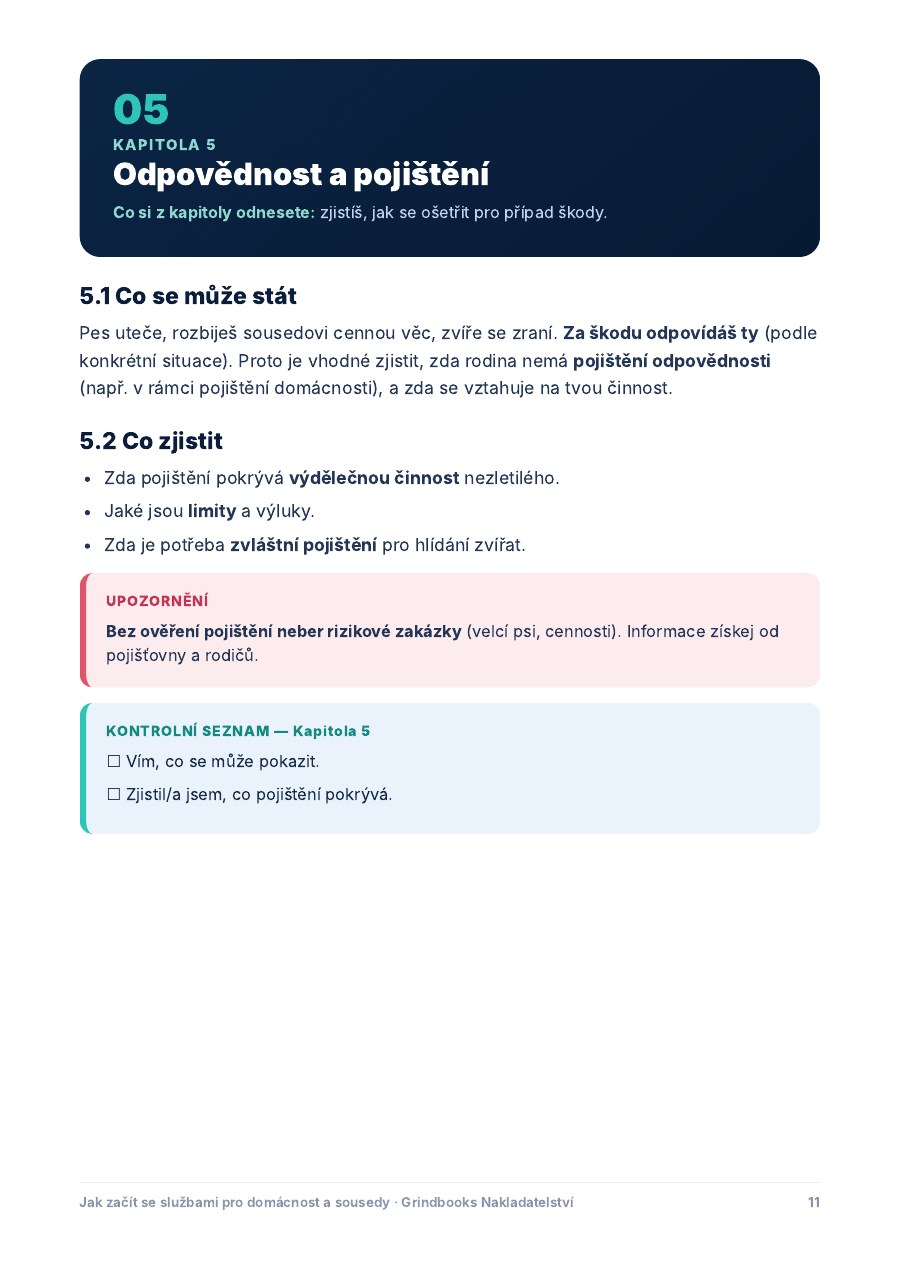 05
KAPITOLA 5
Odpovědnost a pojištění
Co si z kapitoly odnesete: zjistíš, jak se ošetřit pro případ škody.
5.1 Co se může stát
Pes uteče, rozbiješ sousedovi cennou věc, zvíře se zraní. Za škodu odpovídáš ty (podle
konkrétní situace). Proto je vhodné zjistit, zda rodina nemá pojištění odpovědnosti
(např. v rámci pojištění domácnosti), a zda se vztahuje na tvou činnost.
5.2 Co zjistit
• Zda pojištění pokrývá výdělečnou činnost nezletilého.
• Jaké jsou limity a výluky.
• Zda je potřeba zvláštní pojištění pro hlídání zvířat.
UPOZORNĚNÍ
Bez ověření pojištění neber rizikové zakázky (velcí psi, cennosti). Informace získej od
pojišťovny a rodičů.
KONTROLNÍ SEZNAM — Kapitola 5
☐ Vím, co se může pokazit.
☐ Zjistil/a jsem, co pojištění pokrývá.
Jak začít se službami pro domácnost a sousedy · Grindbooks Nakladatelství 11